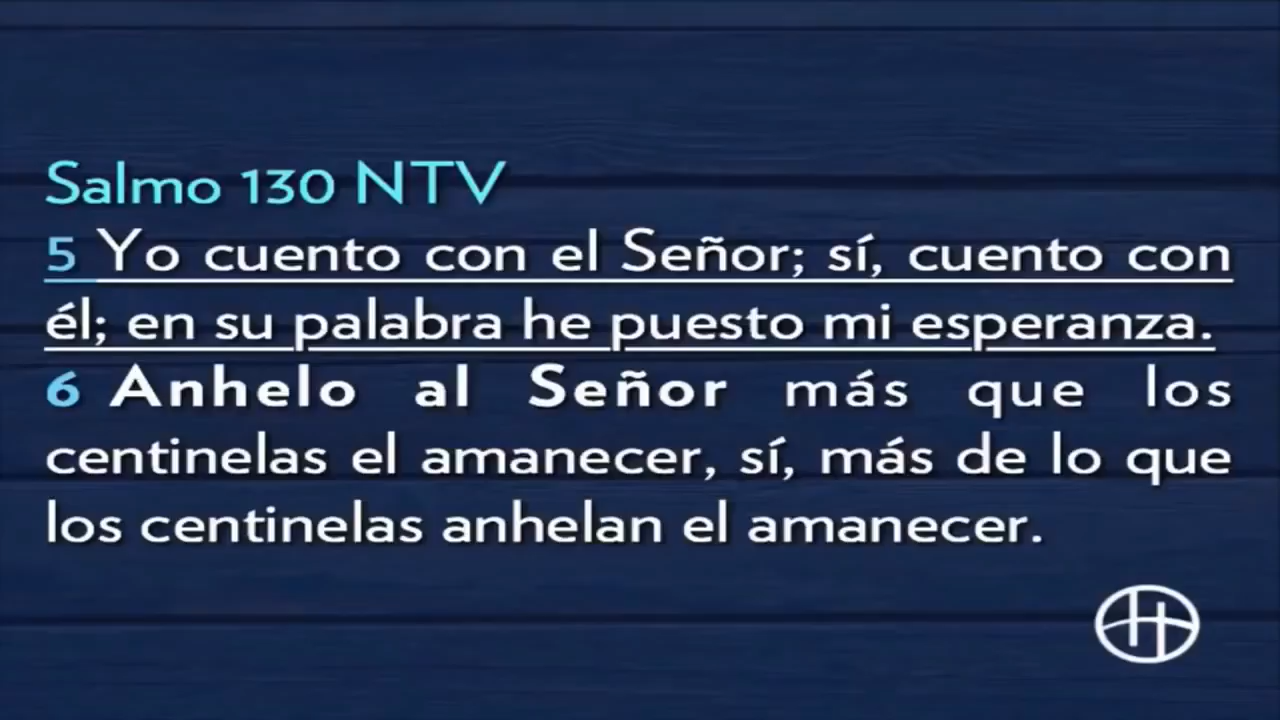 Salmo 130 NTV
5 Yo cuento con el Señor; sí, cuento con
él; en su palabra he puesto mi esperanza.
6 Anhelo al Señor más que los
centinelas el amanecer, sí, más de lo que
los centinelas anhelan el amanecer.